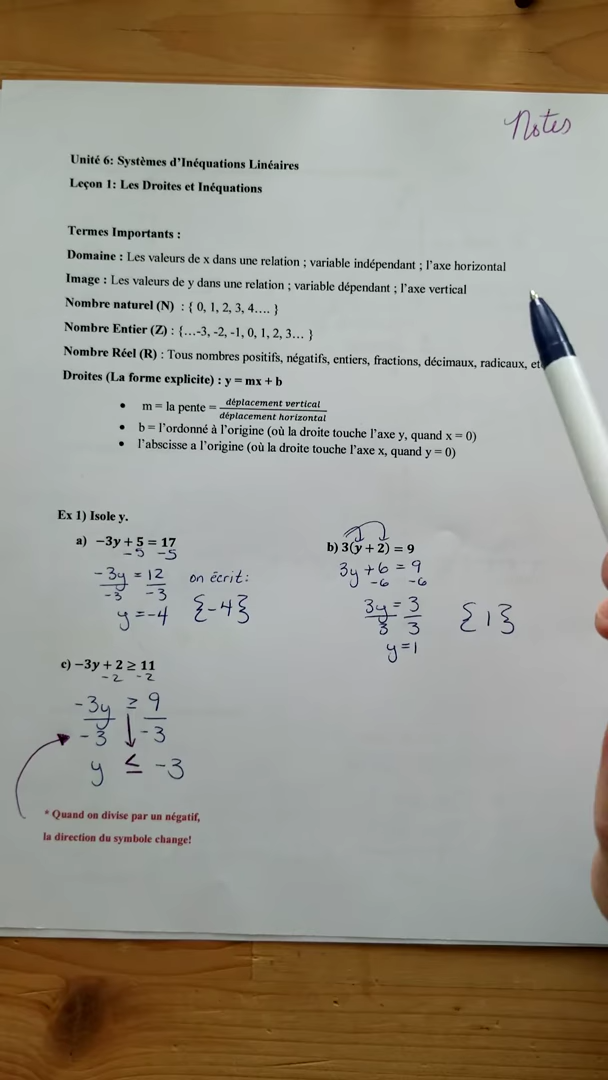 Notes
Unité 6: Systèmes d'Inéquations Linéaires
Leçon 1: Les Droites et Inéquations
Termes Importants :
Domaine : Les valeurs de x dans une relation ; variable indépendant ; l'axe horizontal
Image : Les valeurs de y dans une relation ; variable dépendant ; l'axe vertical
Nombre naturel (N) : { 0, 1, 2, 3, 4.... }
Nombre Entier (Z) : {...-3, -2, -1, 0, 1, 2, 3... }
Nombre Réel (R) : Tous nombres positifs, négatifs, entiers, fractions, décimaux, radicaux, et
Droites (La forme explicite) : y = mx + b
• m = la pente = déplacement vertical / déplacement horizontal
• b = l'ordonné à l'origine (où la droite touche l'axe y, quand x = 0)
• l'abscisse a l'origine (où la droite touche l'axe x, quand y = 0)
Ex 1) Isole y.
a) −3y + 5 = 17
-5 -5
-3y = 12
-3 -3
on écrit:
y = -4 {-4}
b) 3(y + 2) = 9
3y + 6 = 9
-6 -6
3y = 3
3 3
{1}
y = 1
c) −3y + 2 ≥ 11
-2 -2
-3y ≥ 9
-3 -3
y ≤ -3
* Quand on divise par un négatif,
la direction du symbole change!